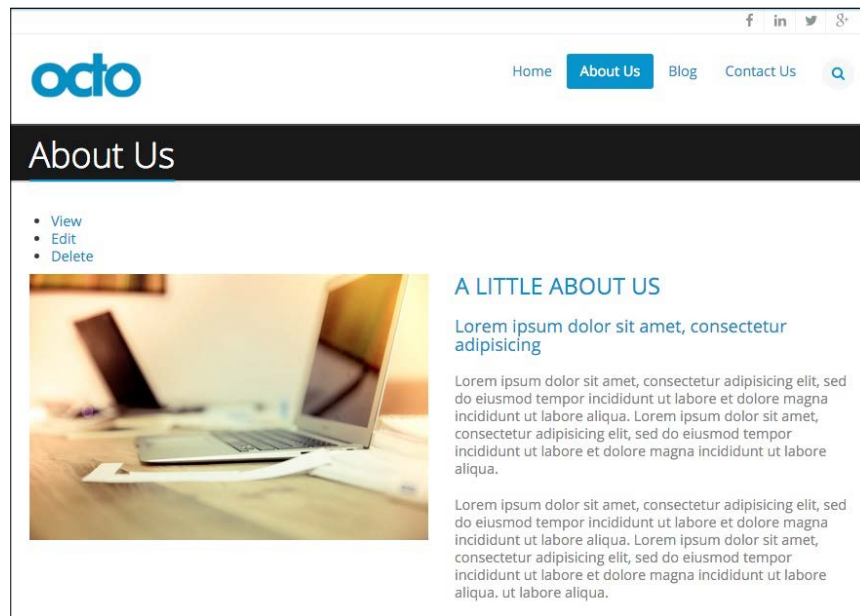 octo
Home About Us Blog Contact Us
About Us
View
Edit
Delete
A LITTLE ABOUT US
Lorem ipsum dolor sit amet, consectetur
adipisicing
Lorem ipsum dolor sit amet, consectetur adipisicing elit, sed
do eiusmod tempor incididunt ut labore et dolore magna
incididunt ut labore aliqua. Lorem ipsum dolor sit amet,
consectetur adipisicing elit, sed do eiusmod tempor
incididunt ut labore et dolore magna incididunt ut labore
aliqua.
Lorem ipsum dolor sit amet, consectetur adipisicing elit, sed
do eiusmod tempor incididunt ut labore et dolore magna
incididunt ut labore aliqua. Lorem ipsum dolor sit amet,
consectetur adipisicing elit, sed do eiusmod tempor
incididunt ut labore et dolore magna incididunt ut labore
aliqua. ut labore aliqua.